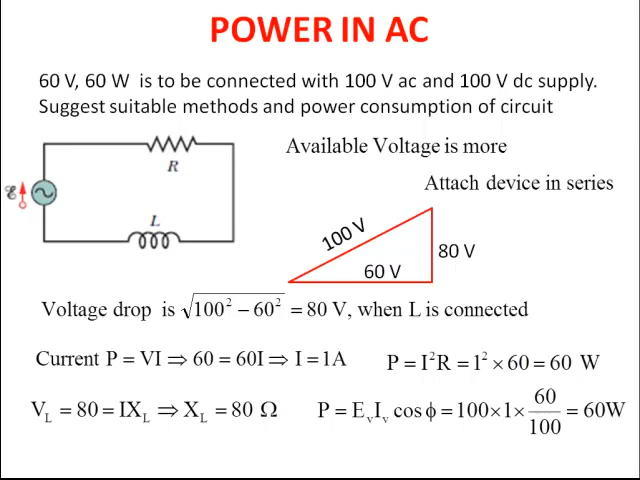 POWER IN AC
60 V, 60 W is to be connected with 100 V ac and 100 V dc supply.
Suggest suitable methods and power consumption of circuit
Available Voltage is more
R
Attach device in series
ℰ
L
100 V
80 V
60 V
Voltage drop is √100² − 60² = 80 V, when L is connected
Current P = VI ⇒ 60 = 60I ⇒ I = 1A
P = I²R = 1² × 60 = 60 W
V_L = 80 = IX_L ⇒ X_L = 80 Ω
P = E_v I_v cos ϕ = 100 × 1 × 60/100 = 60W